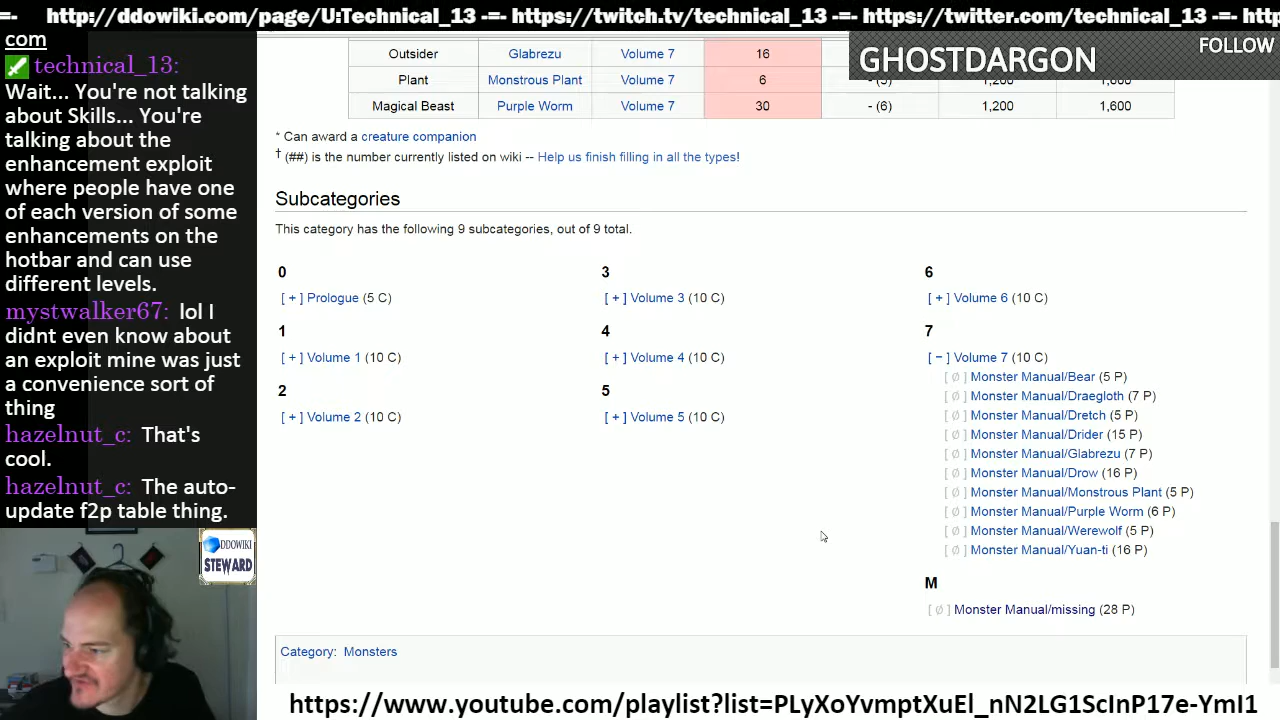 =-   http://ddowiki.com/page/U:Technical_13 -=- https://twitch.tv/technical_13 -=- https://twitter.com/technical_13 -=- http
com
technical_13:
Wait... You're not talking
about Skills... You're
talking about the
enhancement exploit
where people have one
of each version of some
enhancements on the
hotbar and can use
different levels.
mystwalker67: lol I
didnt even know about
an exploit mine was just
a convenience sort of
thing
hazelnut_c: That's
cool.
hazelnut_c: The auto-
update f2p table thing.
DDOWIKI
STEWARD
GHOSTDARGON
FOLLOW
Outsider Glabrezu Volume 7 16
Plant Monstrous Plant Volume 7 6 - (5) 1,200 1,600
Magical Beast Purple Worm Volume 7 30 - (6) 1,200 1,600
* Can award a creature companion
† (##) is the number currently listed on wiki -- Help us finish filling in all the types!
Subcategories
This category has the following 9 subcategories, out of 9 total.
0
[+] Prologue (5 C)
1
[+] Volume 1 (10 C)
2
[+] Volume 2 (10 C)
3
[+] Volume 3 (10 C)
4
[+] Volume 4 (10 C)
5
[+] Volume 5 (10 C)
6
[+] Volume 6 (10 C)
7
[−] Volume 7 (10 C)
[Ø] Monster Manual/Bear (5 P)
[Ø] Monster Manual/Draegloth (7 P)
[Ø] Monster Manual/Dretch (5 P)
[Ø] Monster Manual/Drider (15 P)
[Ø] Monster Manual/Glabrezu (7 P)
[Ø] Monster Manual/Drow (16 P)
[Ø] Monster Manual/Monstrous Plant (5 P)
[Ø] Monster Manual/Purple Worm (6 P)
[Ø] Monster Manual/Werewolf (5 P)
[Ø] Monster Manual/Yuan-ti (16 P)
M
[Ø] Monster Manual/missing (28 P)
Category: Monsters
https://www.youtube.com/playlist?list=PLyXoYvmptXuEl_nN2LG1ScInP17e-YmI1